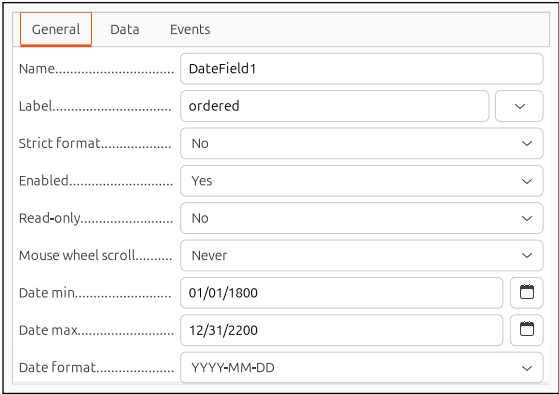 General Data Events
Name.............................. DateField1
Label.............................. ordered
Strict format.................. No
Enabled.......................... Yes
Read-only....................... No
Mouse wheel scroll.......... Never
Date min........................ 01/01/1800
Date max........................ 12/31/2200
Date format.................... YYYY-MM-DD